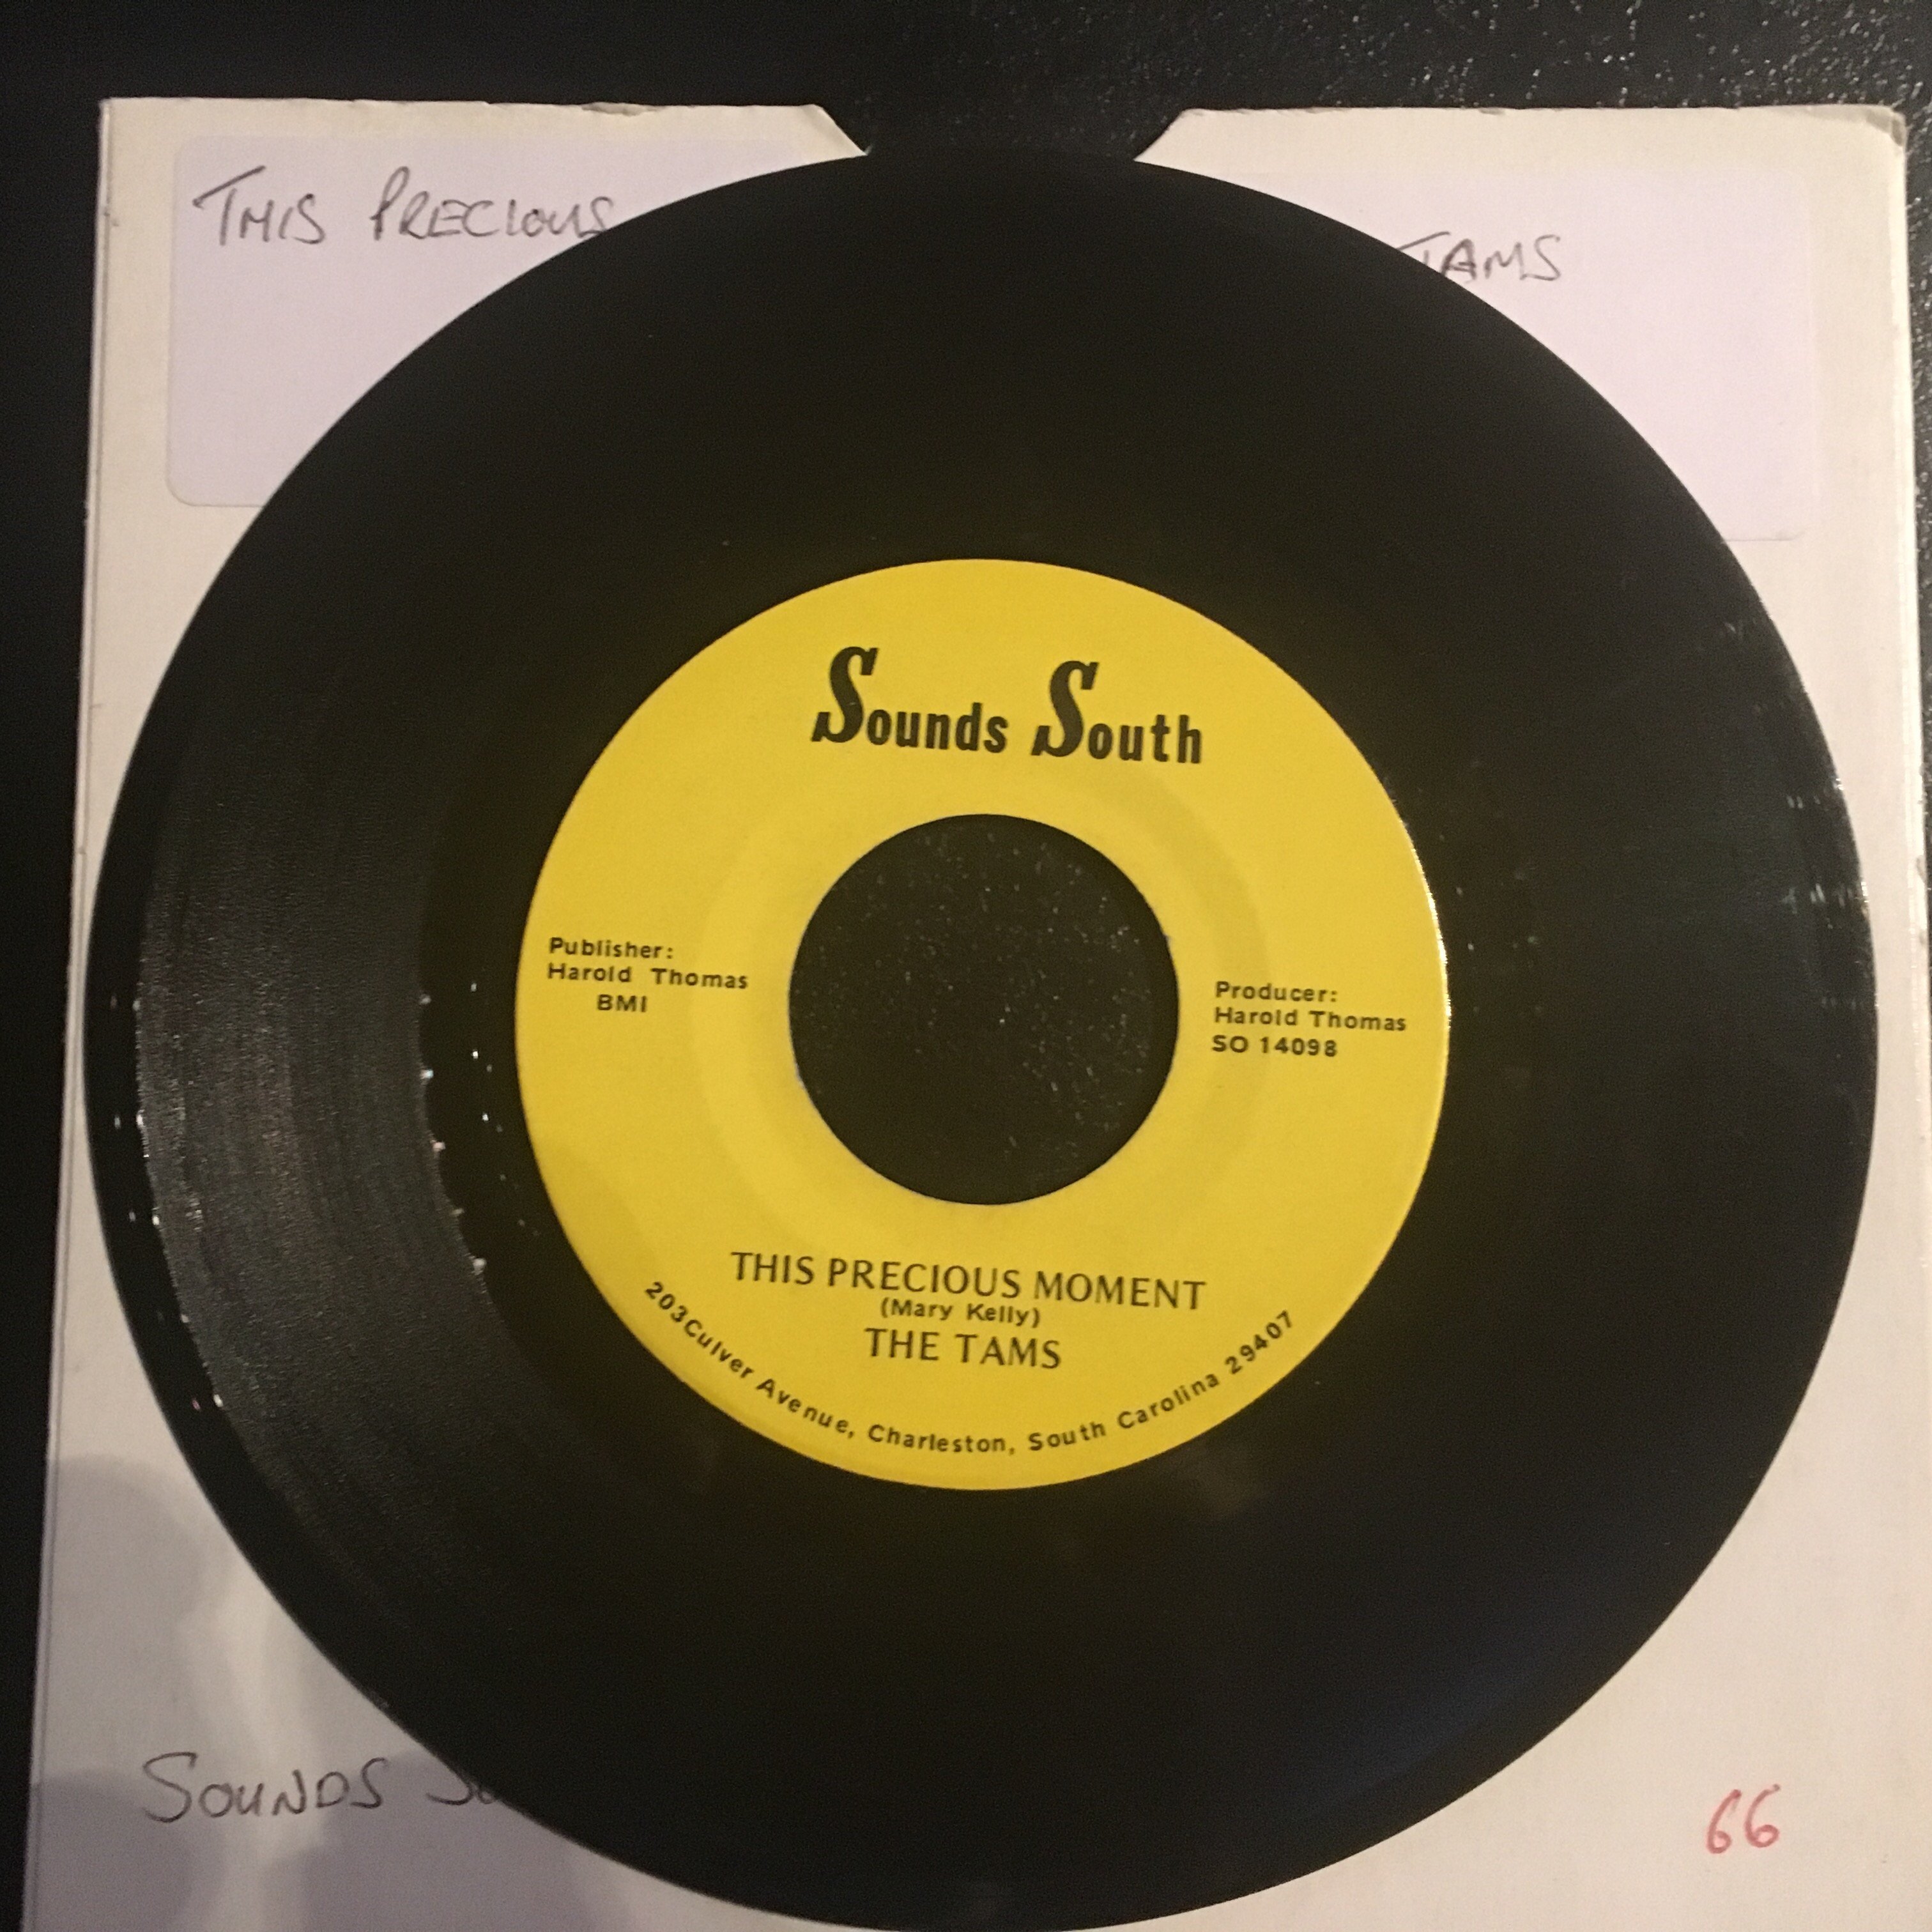 THIS PRECIOUS
TAMS
Sounds South
Publisher:
Harold Thomas
BMI
Producer:
Harold Thomas
SO 14098
THIS PRECIOUS MOMENT
(Mary Kelly)
THE TAMS
203Culver Avenue, Charleston, South Carolina 29407
SOUNDS
66